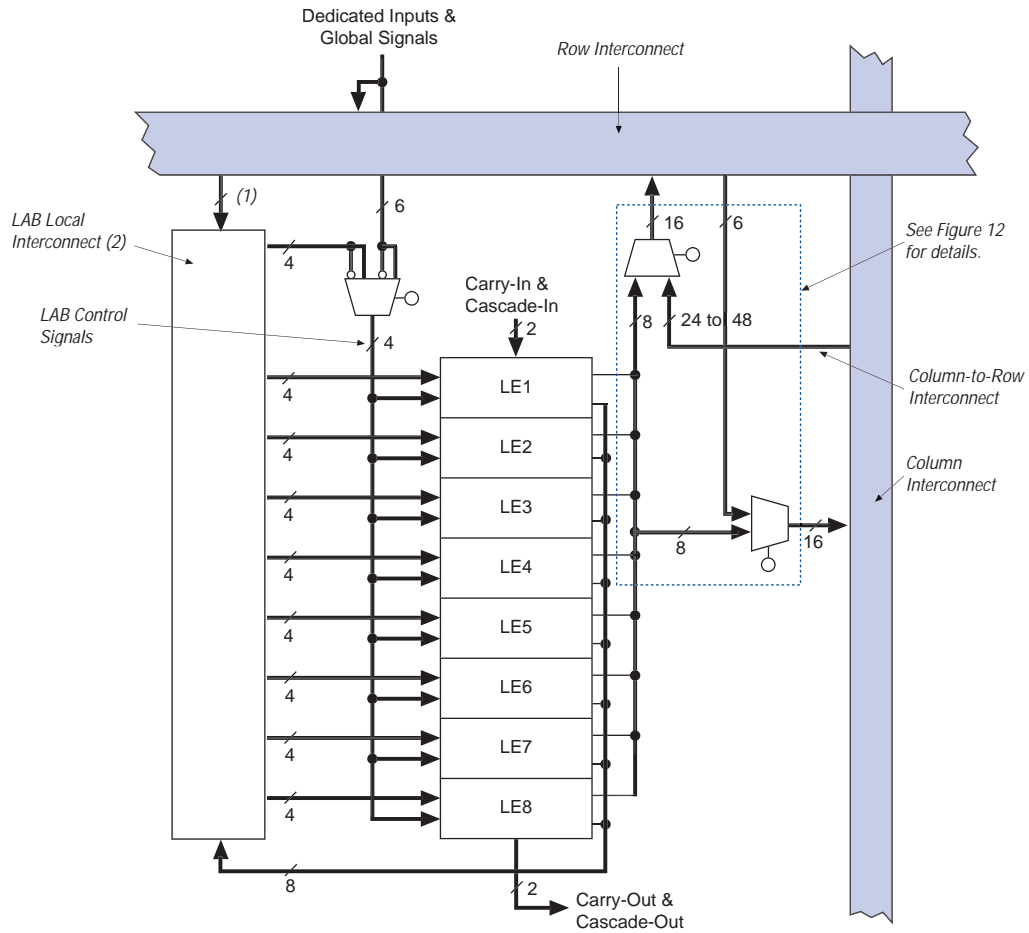 Dedicated Inputs &
Global Signals
Row Interconnect
(1)
6
16
6
LAB Local
Interconnect (2)
See Figure 12
for details.
4
Carry-In &
Cascade-In
LAB Control
Signals
2
8
24 to 48
4
Column-to-Row
Interconnect
LE1
4
LE2
4
Column
Interconnect
LE3
4
8
16
LE4
4
LE5
4
LE6
4
LE7
4
LE8
4
8
2
Carry-Out &
Cascade-Out